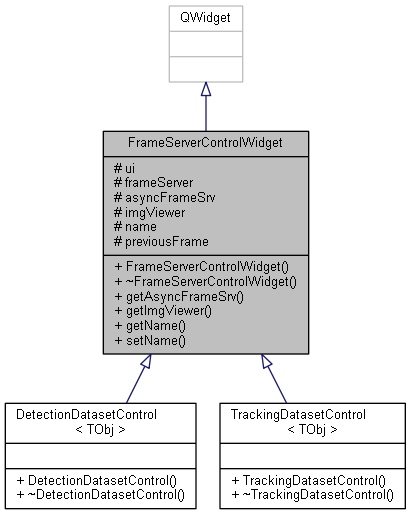 QWidget
FrameServerControlWidget
# ui
# frameServer
# asyncFrameSrv
# imgViewer
# name
# previousFrame
+ FrameServerControlWidget()
+ ~FrameServerControlWidget()
+ getAsyncFrameSrv()
+ getImgViewer()
+ getName()
+ setName()
DetectionDatasetControl
< TObj >
+ DetectionDatasetControl()
+ ~DetectionDatasetControl()
TrackingDatasetControl
< TObj >
+ TrackingDatasetControl()
+ ~TrackingDatasetControl()